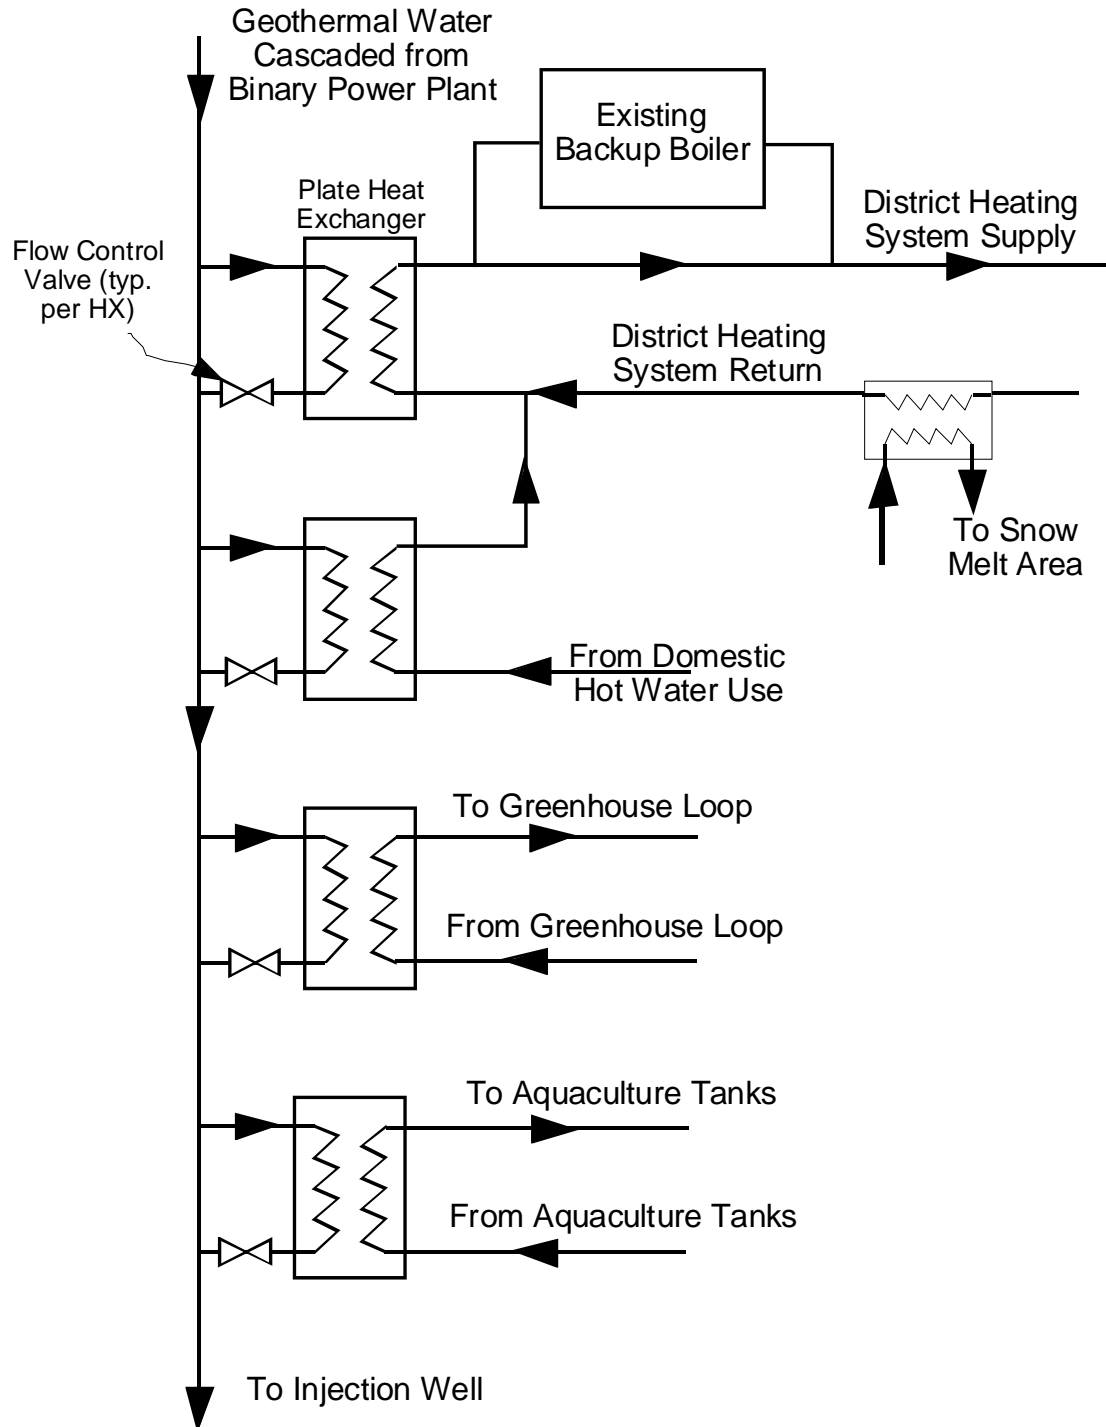 Geothermal Water
Cascaded from
Binary Power Plant
Existing
Backup Boiler
Plate Heat
Exchanger
District Heating
System Supply
Flow Control
Valve (typ.
per HX)
District Heating
System Return
To Snow
Melt Area
From Domestic
Hot Water Use
To Greenhouse Loop
From Greenhouse Loop
To Aquaculture Tanks
From Aquaculture Tanks
To Injection Well